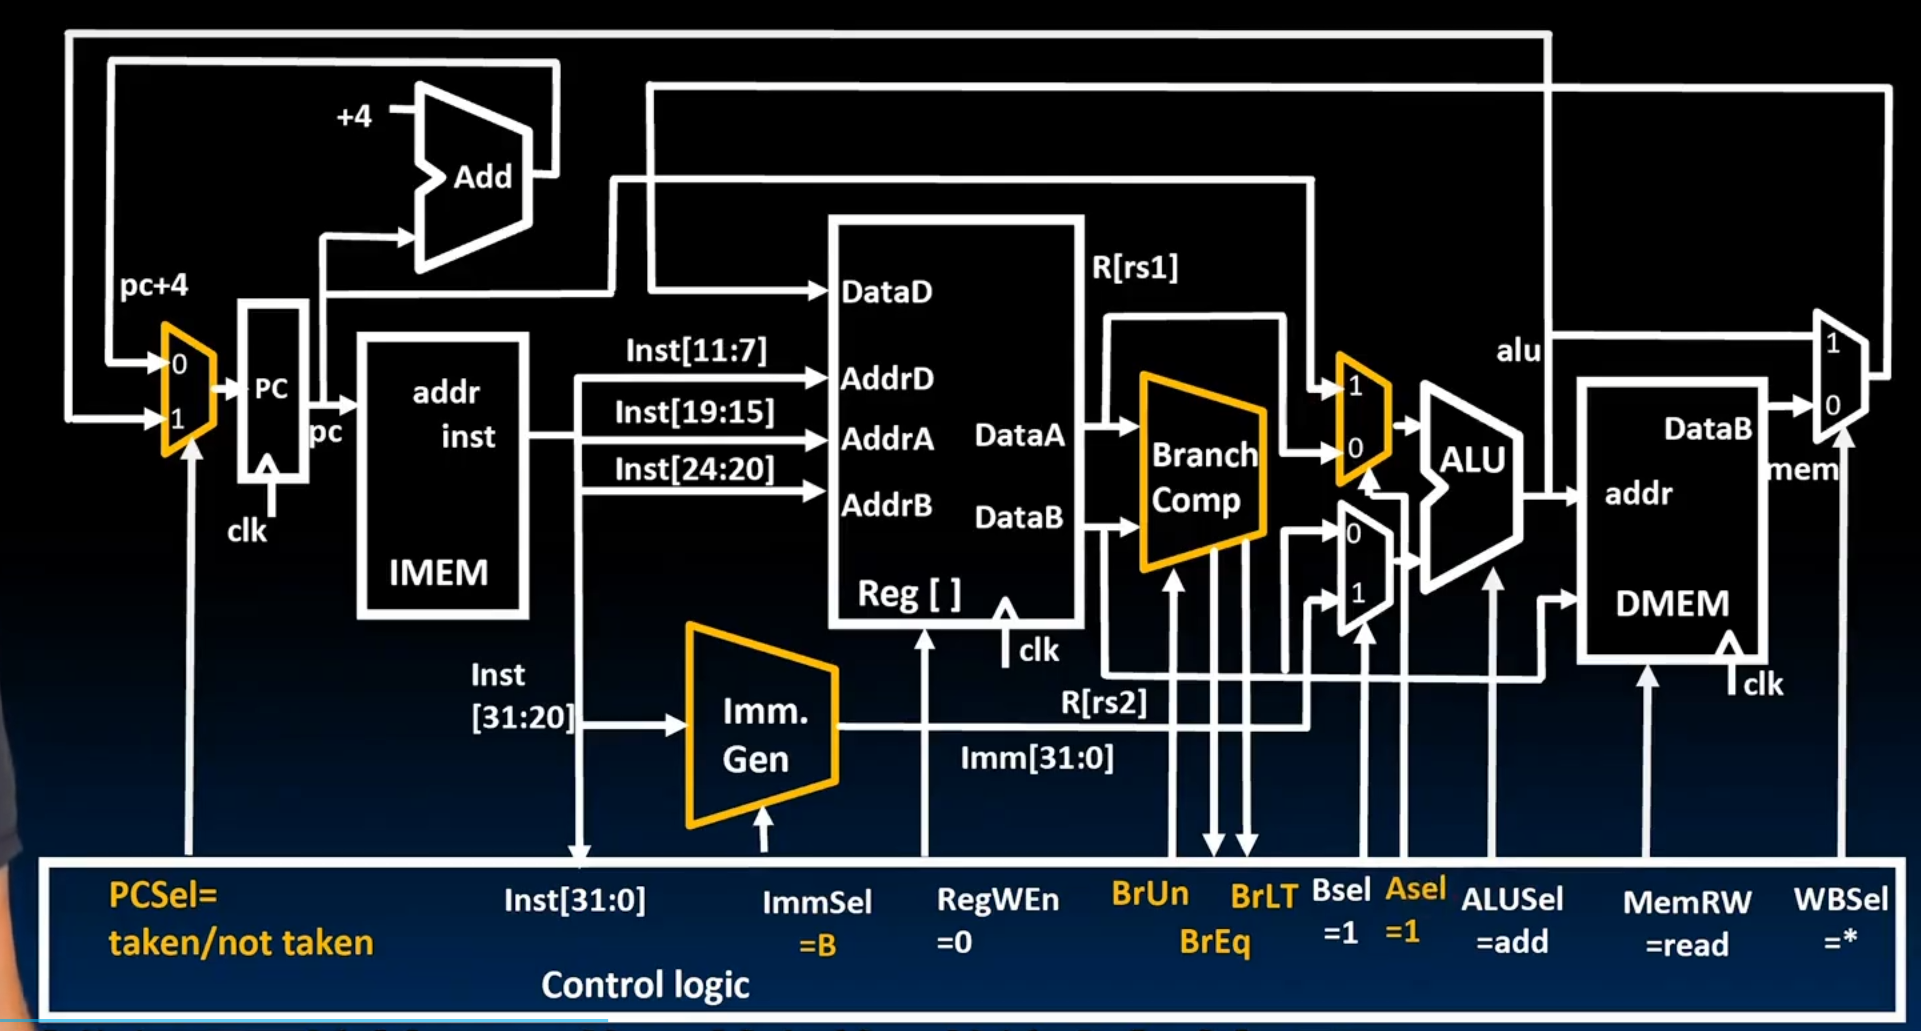 +4
Add
pc+4
0
1
PC
pc
clk
addr
inst
IMEM
Inst[11:7]
Inst[19:15]
Inst[24:20]
Inst
[31:20]
DataD
AddrD
AddrA
AddrB
DataA
DataB
Reg [ ]
clk
R[rs1]
Branch
Comp
R[rs2]
Imm.
Gen
Imm[31:0]
1
0
0
1
ALU
alu
DataB
addr
DMEM
clk
mem
1
0
PCSel=
taken/not taken
Inst[31:0]
ImmSel
=B
RegWEn
=0
BrUn
BrEq
BrLT
Bsel
=1
Asel
=1
ALUSel
=add
MemRW
=read
WBSel
=*
Control logic